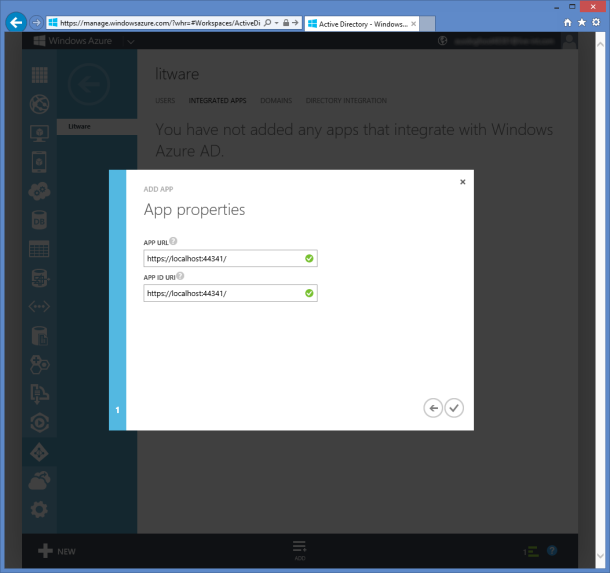 https://manage.windowsazure.com/?whr=#Workspaces/ActiveDi
Active Directory - Windows...
Windows Azure
litware
USERS INTEGRATED APPS DOMAINS DIRECTORY INTEGRATION
Litware
You have not added any apps that integrate with Windows
Azure AD.
ADD APP
App properties
APP URL
https://localhost:44341/
APP ID URI
https://localhost:44341/
1
DB
NEW
ADD
1